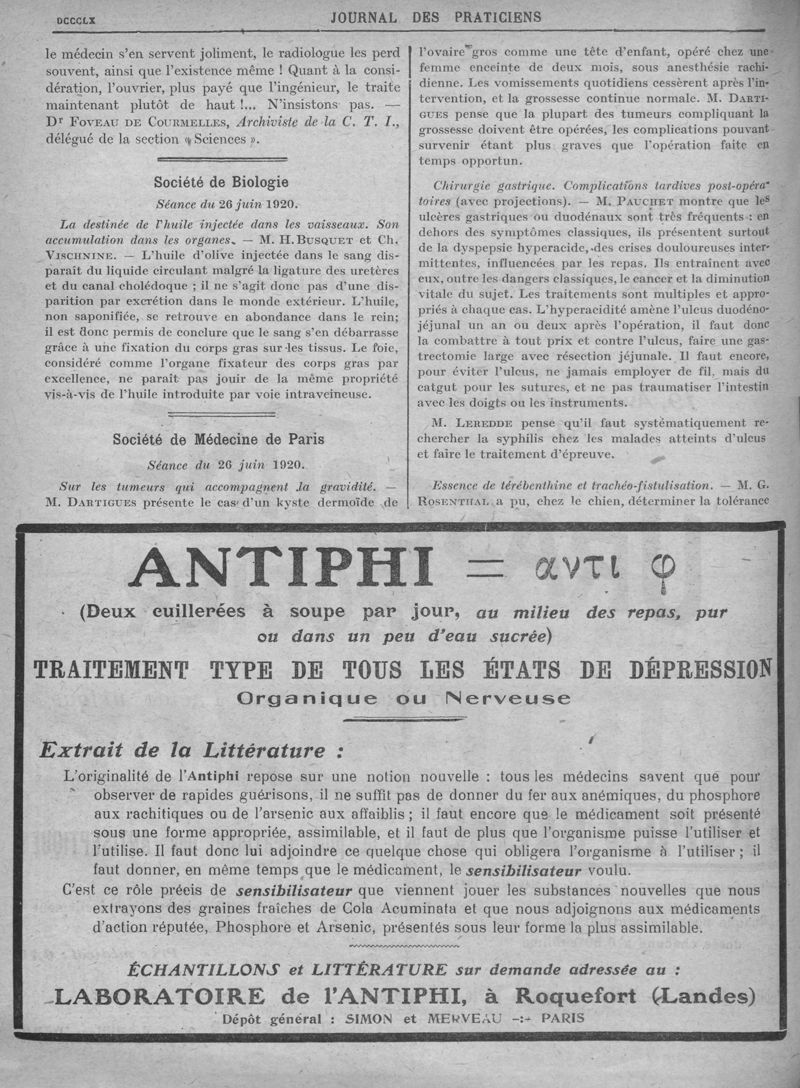 DCCCCLX
JOURNAL DES PRATICIENS
le médecin s'en servent joliment, le radiologue les perd
souvent, ainsi que l'existence même ! Quant à la consi-
dération, l'ouvrier, plus payé que l'ingénieur, le traite
maintenant plutôt de haut !... N'insistons pas. —
Dr FOVEAU DE COURMELLES, Archiviste de la C. T. I.,
délégué de la section « Sciences ».
Société de Biologie
Séance du 26 juin 1920.
La destinée de l'huile injectée dans les vaisseaux. Son
accumulation dans les organes. — M. H. BUSQUET et CH.
VISCHNINE. — L'huile d'olive injectée dans le sang dis-
paraît du liquide circulant malgré la ligature des uretères
et du canal cholédoque ; il ne s'agit donc pas d'une dis-
parition par excrétion dans le monde extérieur. L'huile,
non saponifiée, se retrouve en abondance dans le rein;
il est donc permis de conclure que le sang s'en débarrasse
grâce à une fixation du corps gras sur les tissus. Le foie,
considéré comme l'organe fixateur des corps gras par
excellence, ne paraît pas jouir de la même propriété
vis-à-vis de l'huile introduite par voie intraveineuse.
Société de Médecine de Paris
Séance du 26 juin 1920.
Sur les tumeurs qui accompagnent la gravidité. —
M. DARTIGUES présente le cas d'un kyste dermoïde de
l'ovaire gros comme une tête d'enfant, opéré chez une
femme enceinte de deux mois, sous anesthésie rachi-
dienne. Les vomissements quotidiens cessèrent après l'in-
tervention, et la grossesse continue normale. M. DARTI-
GUES pense que la plupart des tumeurs compliquant la
grossesse doivent être opérées, les complications pouvant
survenir étant plus graves que l'opération faite en
temps opportun.
Chirurgie gastrique. Complications tardives post-opéra-
toires (avec projections). — M. PAUCHET montre que les
ulcères gastriques ou duodénaux sont très fréquents : en
dehors des symptômes classiques, ils présentent surtout
de la dyspepsie hyperacide, des crises douloureuses inter-
mittentes, influencées par les repas. Ils entraînent avec
eux, outre les dangers classiques, le cancer et la diminution
vitale du sujet. Les traitements sont multiples et appro-
priés à chaque cas. L'hyperacidité amène l'ulcus duodéno-
jéjunal un an ou deux après l'opération, il faut donc
la combattre à tout prix et contre l'ulcus, faire une gas-
trectomie large avec résection jéjunale. Il faut encore,
pour éviter l'ulcus, ne jamais employer de fil, mais du
catgut pour les sutures, et ne pas traumatiser l'intestin
avec les doigts ou les instruments.
M. LEREDDE pense qu'il faut systématiquement re-
chercher la syphilis chez les malades atteints d'ulcus
et faire le traitement d'épreuve.
Essence de térébenthine et trachéo-fistulisation. — M. G.
ROSENTHAL a pu, chez le chien, déterminer la tolérance
ANTIPHI = αντι φ
(Deux cuillerées à soupe par jour, au milieu des repas, pur
ou dans un peu d'eau sucrée)
TRAITEMENT TYPE DE TOUS LES ÉTATS DE DÉPRESSION
Organique ou Nerveuse
Extrait de la Littérature :
L'originalité de l'Antiphi repose sur une notion nouvelle : tous les médecins savent que pour
observer de rapides guérisons, il ne suffit pas de donner du fer aux anémiques, du phosphore
aux rachitiques ou de l'arsenic aux affaiblis ; il faut encore que le médicament soit présenté
sous une forme appropriée, assimilable, et il faut de plus que l'organisme puisse l'utiliser et
l'utilise. Il faut donc lui adjoindre ce quelque chose qui obligera l'organisme à l'utiliser ; il
faut donner, en même temps que le médicament, le sensibilisateur voulu.
C'est ce rôle précis de sensibilisateur que viennent jouer les substances nouvelles que nous
extrayons des graines fraîches de Cola Acuminata et que nous adjoignons aux médicaments
d'action réputée, Phosphore et Arsenic, présentés sous leur forme la plus assimilable.
ÉCHANTILLONS et LITTÉRATURE sur demande adressée au :
LABORATOIRE de l'ANTIPHI, à Roquefort (Landes)
Dépôt général : SIMON et MERVEAU -:- PARIS